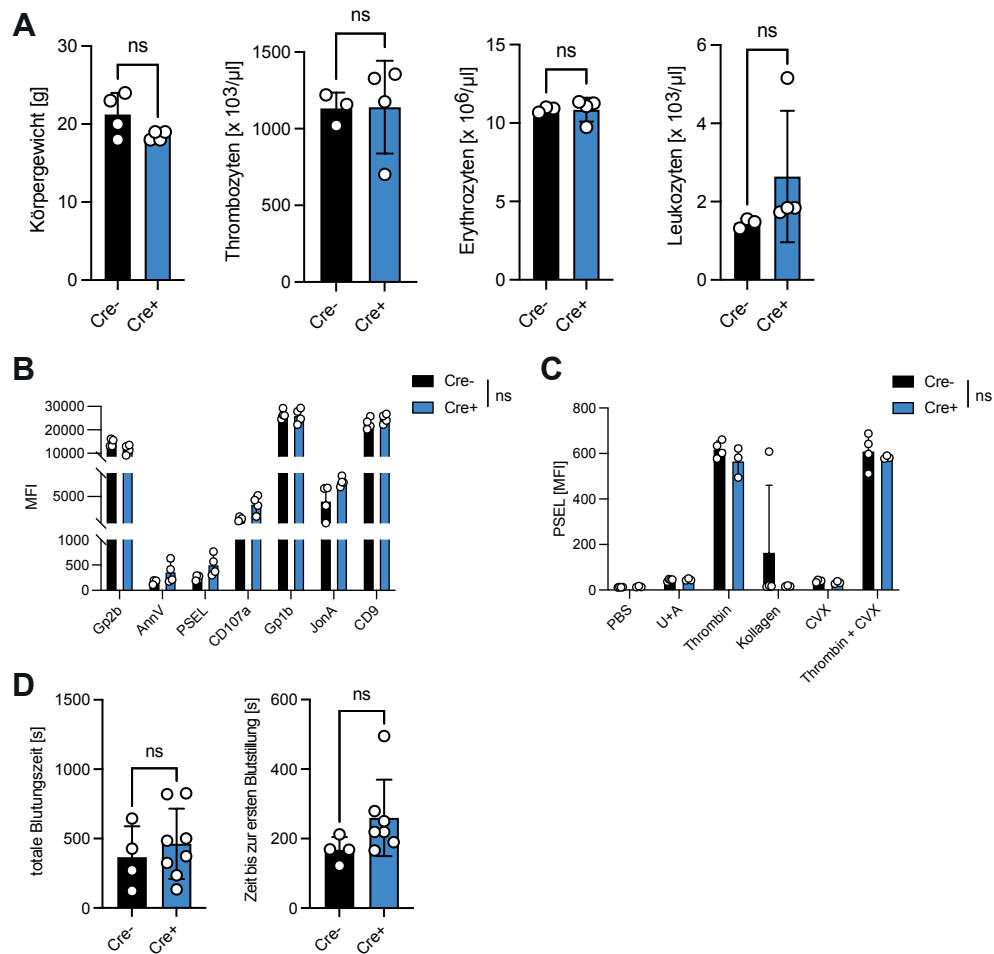 A
Körpergewicht [g]
30
20
10
0
ns
Cre-
Cre+
Thrombozyten [x 10³/µl]
1500
1000
500
0
ns
Cre-
Cre+
Erythrozyten [x 10⁶/µl]
15
10
5
0
ns
Cre-
Cre+
Leukozyten [x 10³/µl]
6
4
2
0
ns
Cre-
Cre+
B
MFI
30000
20000
10000
5000
1000
500
0
Gp2b
AnnV
PSEL
CD107a
Gp1b
JonA
CD9
Cre-
Cre+
ns
C
PSEL [MFI]
800
600
400
200
0
PBS
U+A
Thrombin
Kollagen
CVX
Thrombin + CVX
Cre-
Cre+
ns
D
totale Blutungszeit [s]
1500
1000
500
0
ns
Cre-
Cre+
Zeit bis zur ersten Blutstillung [s]
600
400
200
0
ns
Cre-
Cre+